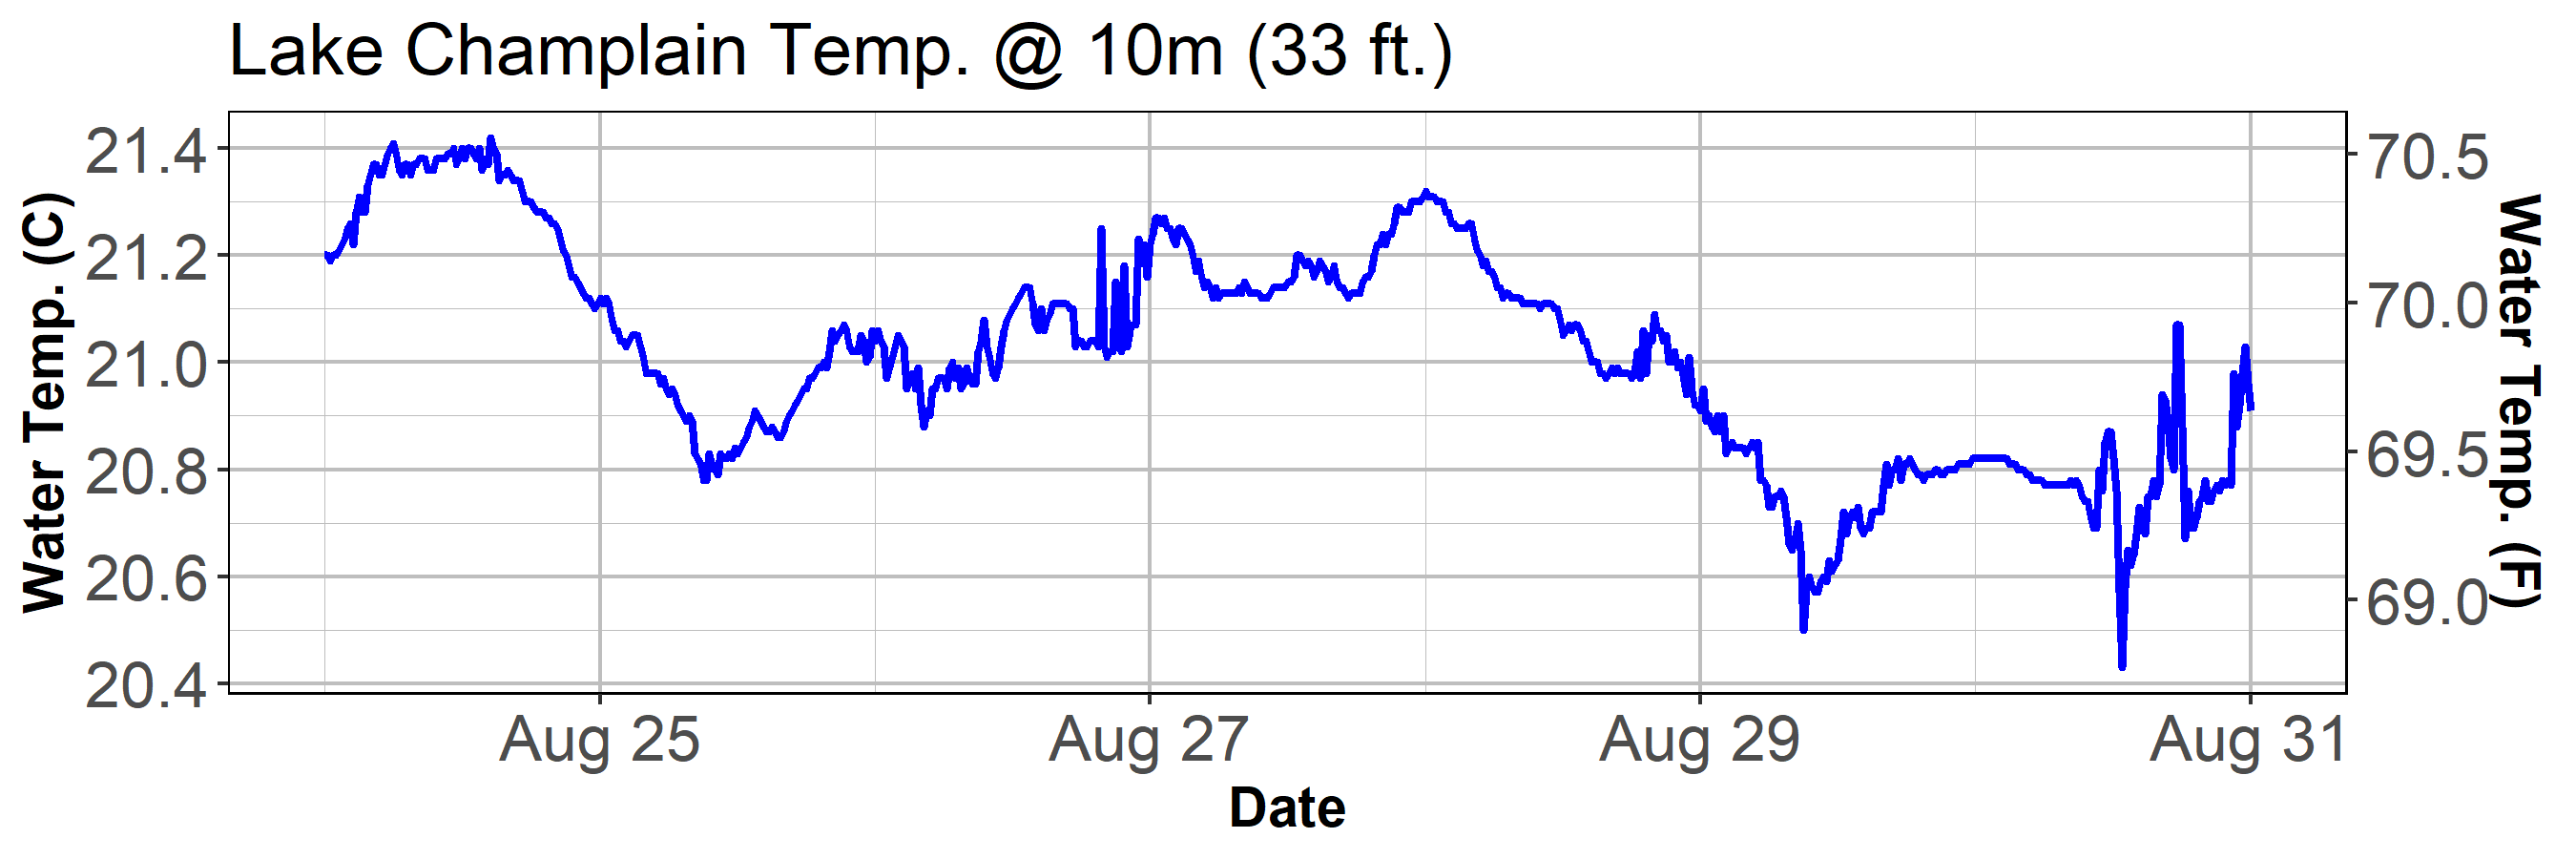 Lake Champlain Temp. @ 10m (33 ft.)
Water Temp. (C)
21.4
21.2
21.0
20.8
20.6
20.4
70.5
70.0
69.5
69.0
Water Temp. (F)
Aug 25
Aug 27
Aug 29
Aug 31
Date